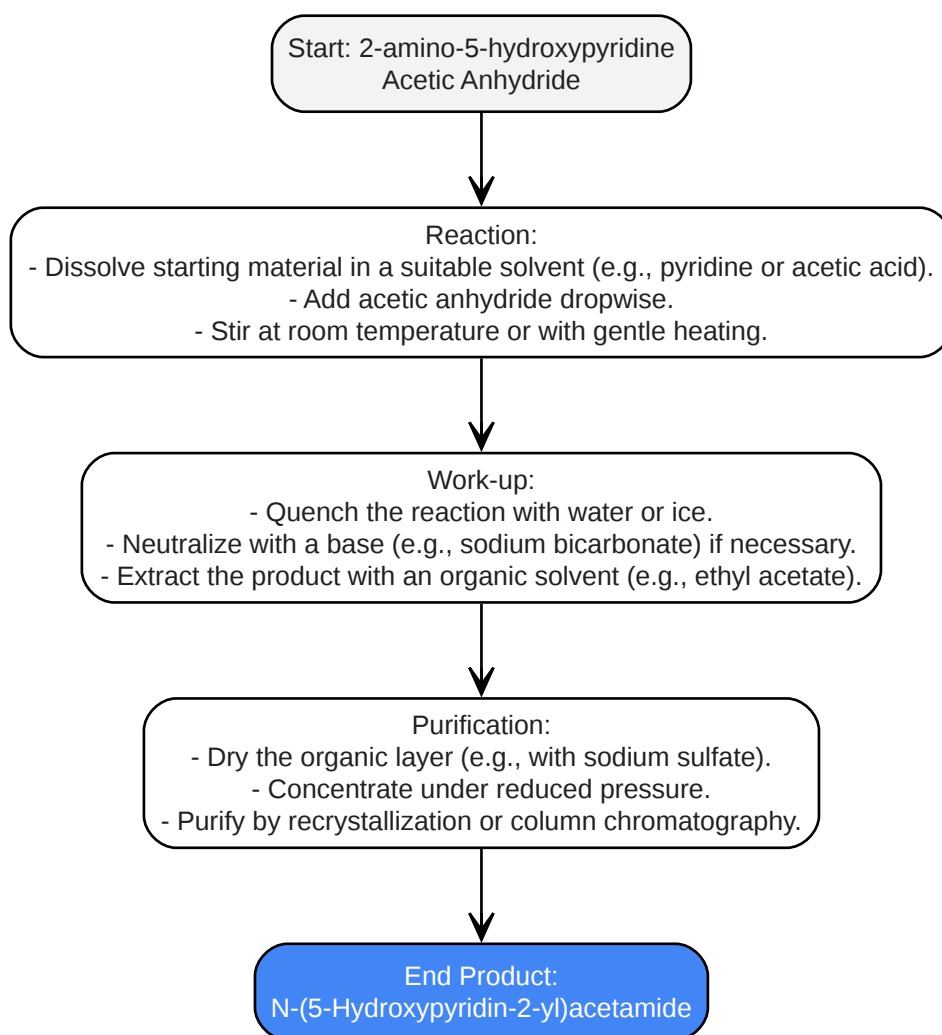 Start: 2-amino-5-hydroxypyridine
Acetic Anhydride
Reaction:
- Dissolve starting material in a suitable solvent (e.g., pyridine or acetic acid).
- Add acetic anhydride dropwise.
- Stir at room temperature or with gentle heating.
Work-up:
- Quench the reaction with water or ice.
- Neutralize with a base (e.g., sodium bicarbonate) if necessary.
- Extract the product with an organic solvent (e.g., ethyl acetate).
Purification:
- Dry the organic layer (e.g., with sodium sulfate).
- Concentrate under reduced pressure.
- Purify by recrystallization or column chromatography.
End Product:
N-(5-Hydroxypyridin-2-yl)acetamide